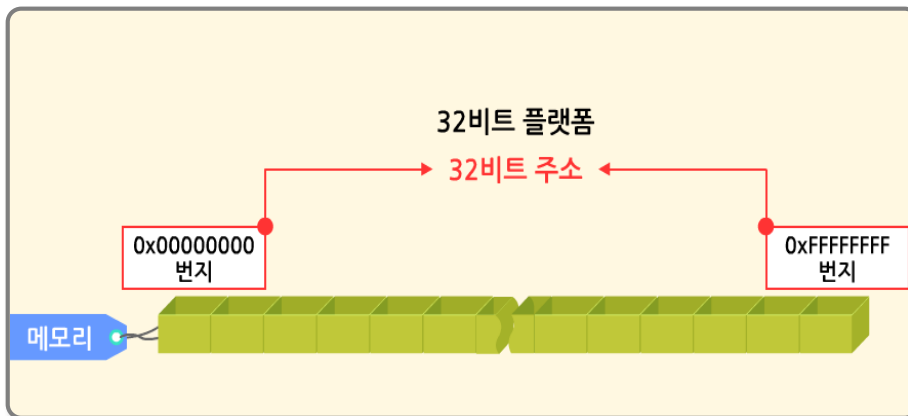 32비트 플랫폼
32비트 주소
0x00000000
번지
0xFFFFFFFF
번지
메모리